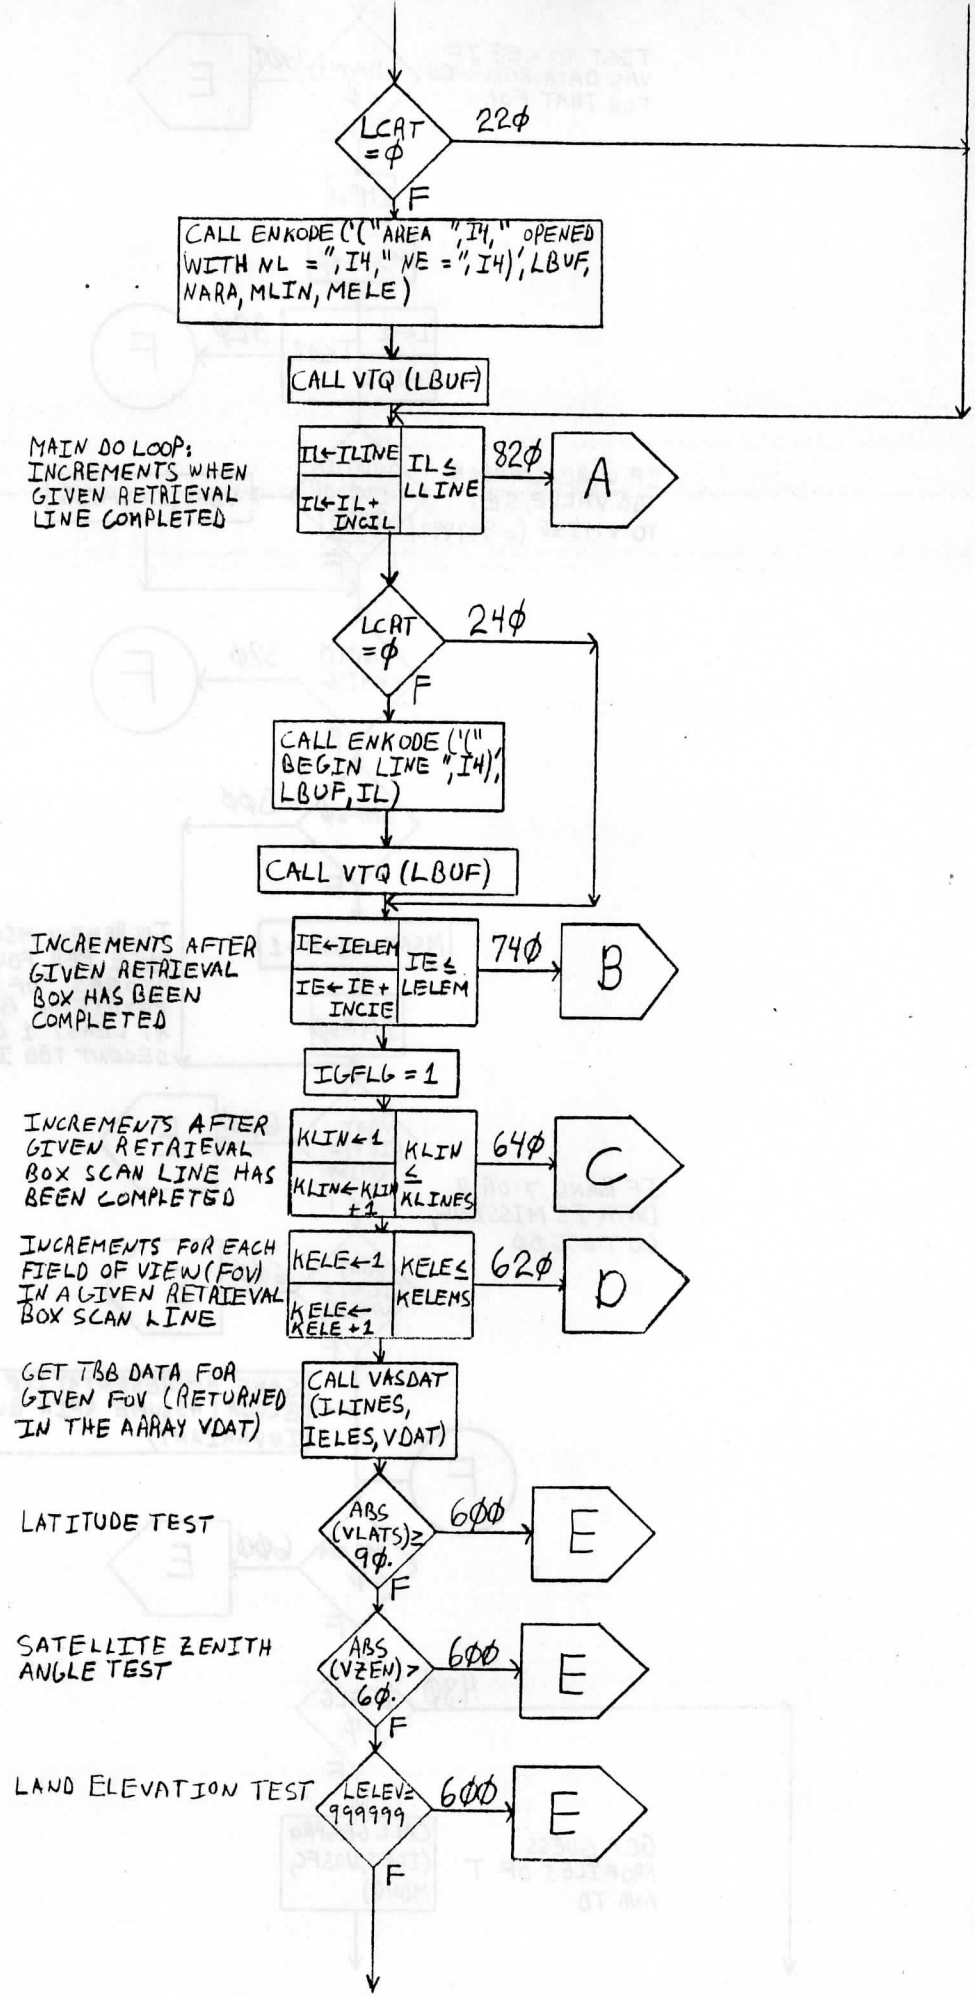 LCRT
=φ
22φ
F
CALL ENKODE('("AREA ",I4," OPENED
WITH NL =",I4," NE =",I4)',LBUF,
NARA,MLIN,MELE)
CALL VTQ (LBUF)
MAIN DO LOOP:
INCREMENTS WHEN
GIVEN RETRIEVAL
LINE COMPLETED
IL←ILINE
IL←IL+
INCIL
IL≤
LLINE
82φ
A
LCRT
=φ
24φ
F
CALL ENKODE('("
BEGIN LINE ",I4)',
LBUF,IL)
CALL VTQ (LBUF)
INCREMENTS AFTER
GIVEN RETRIEVAL
BOX HAS BEEN
COMPLETED
IE←IELEM
IE←IE+
INCIE
IE≤
LELEM
74φ
B
IGFLG = 1
INCREMENTS AFTER
GIVEN RETRIEVAL
BOX SCAN LINE HAS
BEEN COMPLETED
KLIN←1
KLIN←KLIN
+1
KLIN
≤
KLINES
64φ
C
INCREMENTS FOR EACH
FIELD OF VIEW (FOV)
IN A GIVEN RETRIEVAL
BOX SCAN LINE
KELE←1
KELE←
KELE+1
KELE≤
KELEMS
62φ
D
GET TBB DATA FOR
GIVEN FOV (RETURNED
IN THE ARRAY VDAT)
CALL VASDAT
(ILINES,
IELES,VDAT)
LATITUDE TEST
ABS
(VLATS)≥
9φ.
6φφ
E
F
SATELLITE ZENITH
ANGLE TEST
ABS
(VZEN)>
6φ.
6φφ
E
F
LAND ELEVATION TEST
LELEV≥
999999
6φφ
E
F